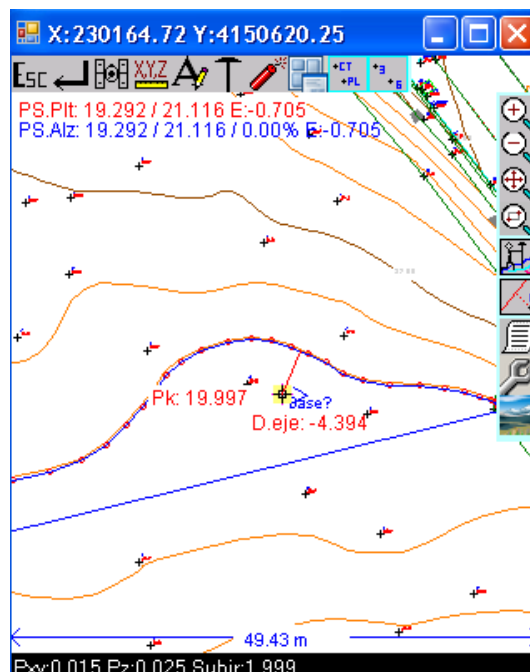 X:230164.72 Y:4150620.25
Esc XYZ A T +CT +PL +3 +6
PS.Plt: 19.292 / 21.116 E:-0.705
PS.Alz: 19.292 / 21.116 / 0.00% E:-0.705
Pk: 19.997
Base?
D.eje: -4.394
49.43 m
Pxy:0.015 Pz:0.025 Subir:1.999